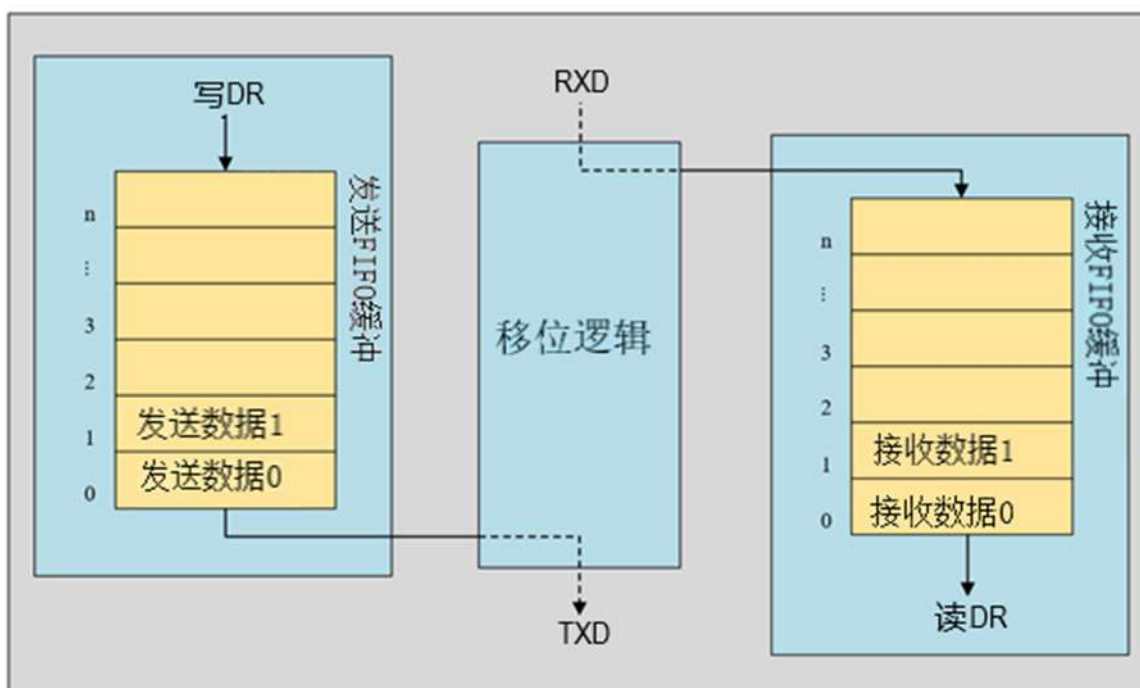 写DR
发送FIFO缓冲
n
...
3
2
1
0
发送数据1
发送数据0
RXD
移位逻辑
TXD
接收FIFO缓冲
n
...
3
2
1
0
接收数据1
接收数据0
读DR